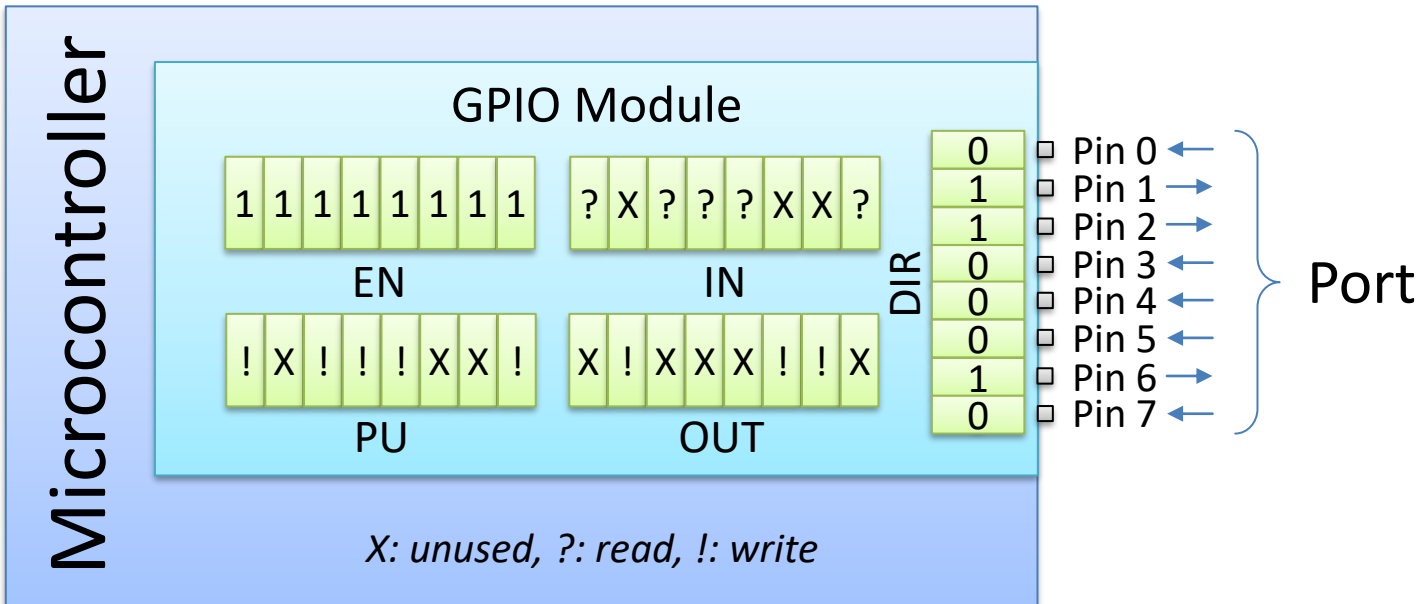 Microcontroller
GPIO Module
1 1 1 1 1 1 1 1
EN
? X ? ? ? X X ?
IN
! X ! ! ! X X !
PU
X ! X X X ! ! X
OUT
DIR
0 Pin 0
1 Pin 1
1 Pin 2
0 Pin 3
0 Pin 4
0 Pin 5
1 Pin 6
0 Pin 7
Port
X: unused, ?: read, !: write